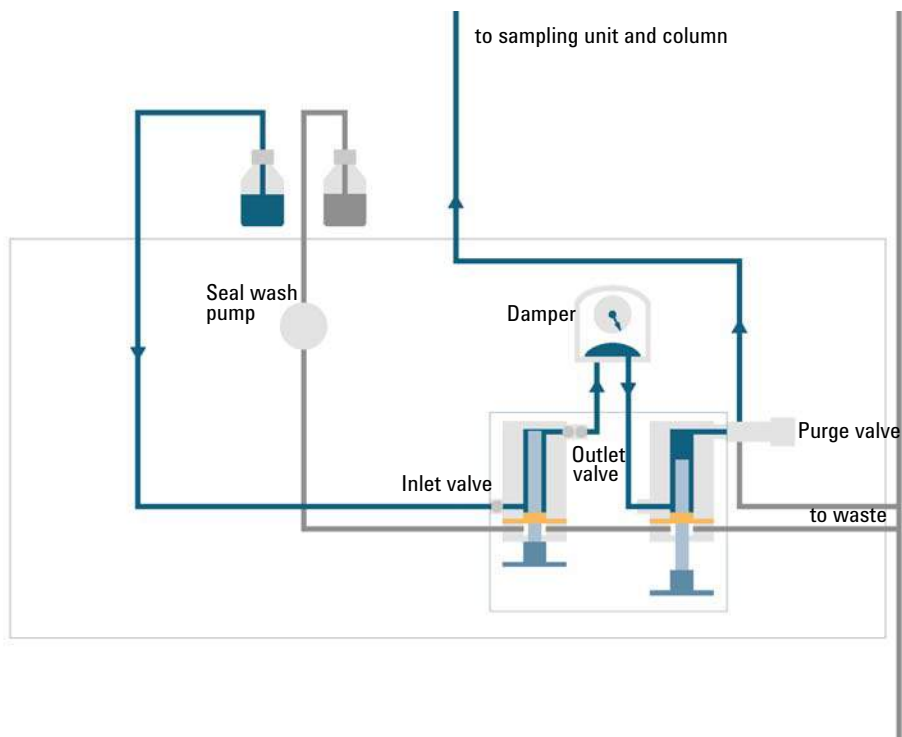 to sampling unit and column
Seal wash
pump
Damper
Purge valve
Outlet
valve
Inlet valve
to waste